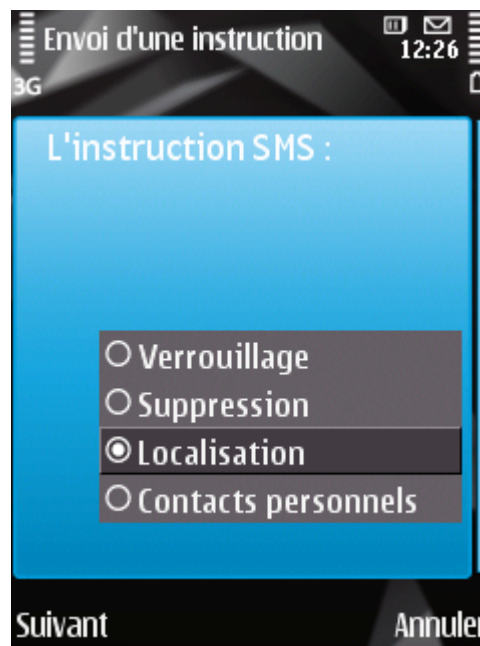 Envoi d'une instruction
12:26
3G
L'instruction SMS :
Verrouillage
Suppression
Localisation
Contacts personnels
Suivant
Annuler